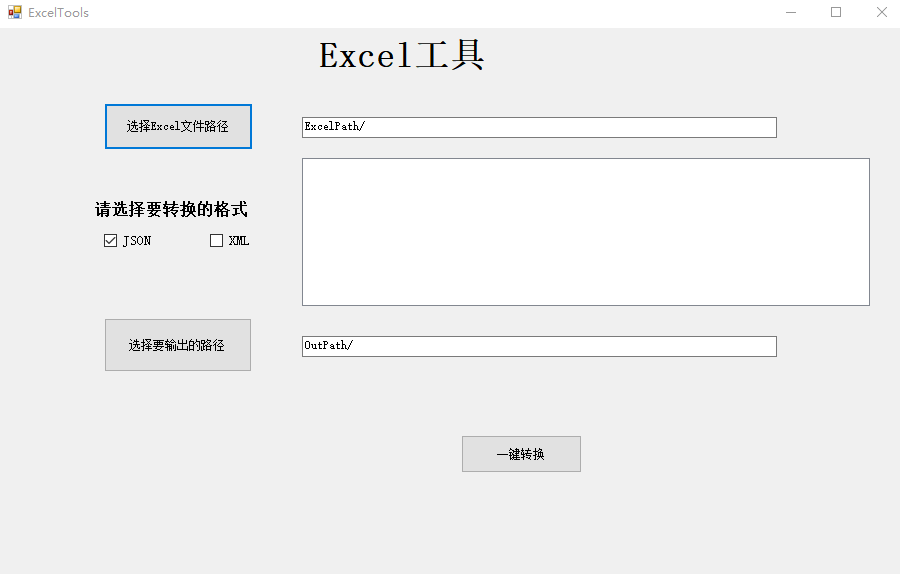 ExcelTools
Excel工具
选择Excel文件路径
ExcelPath/
请选择要转换的格式
JSON
XML
选择要输出的路径
OutPath/
一键转换